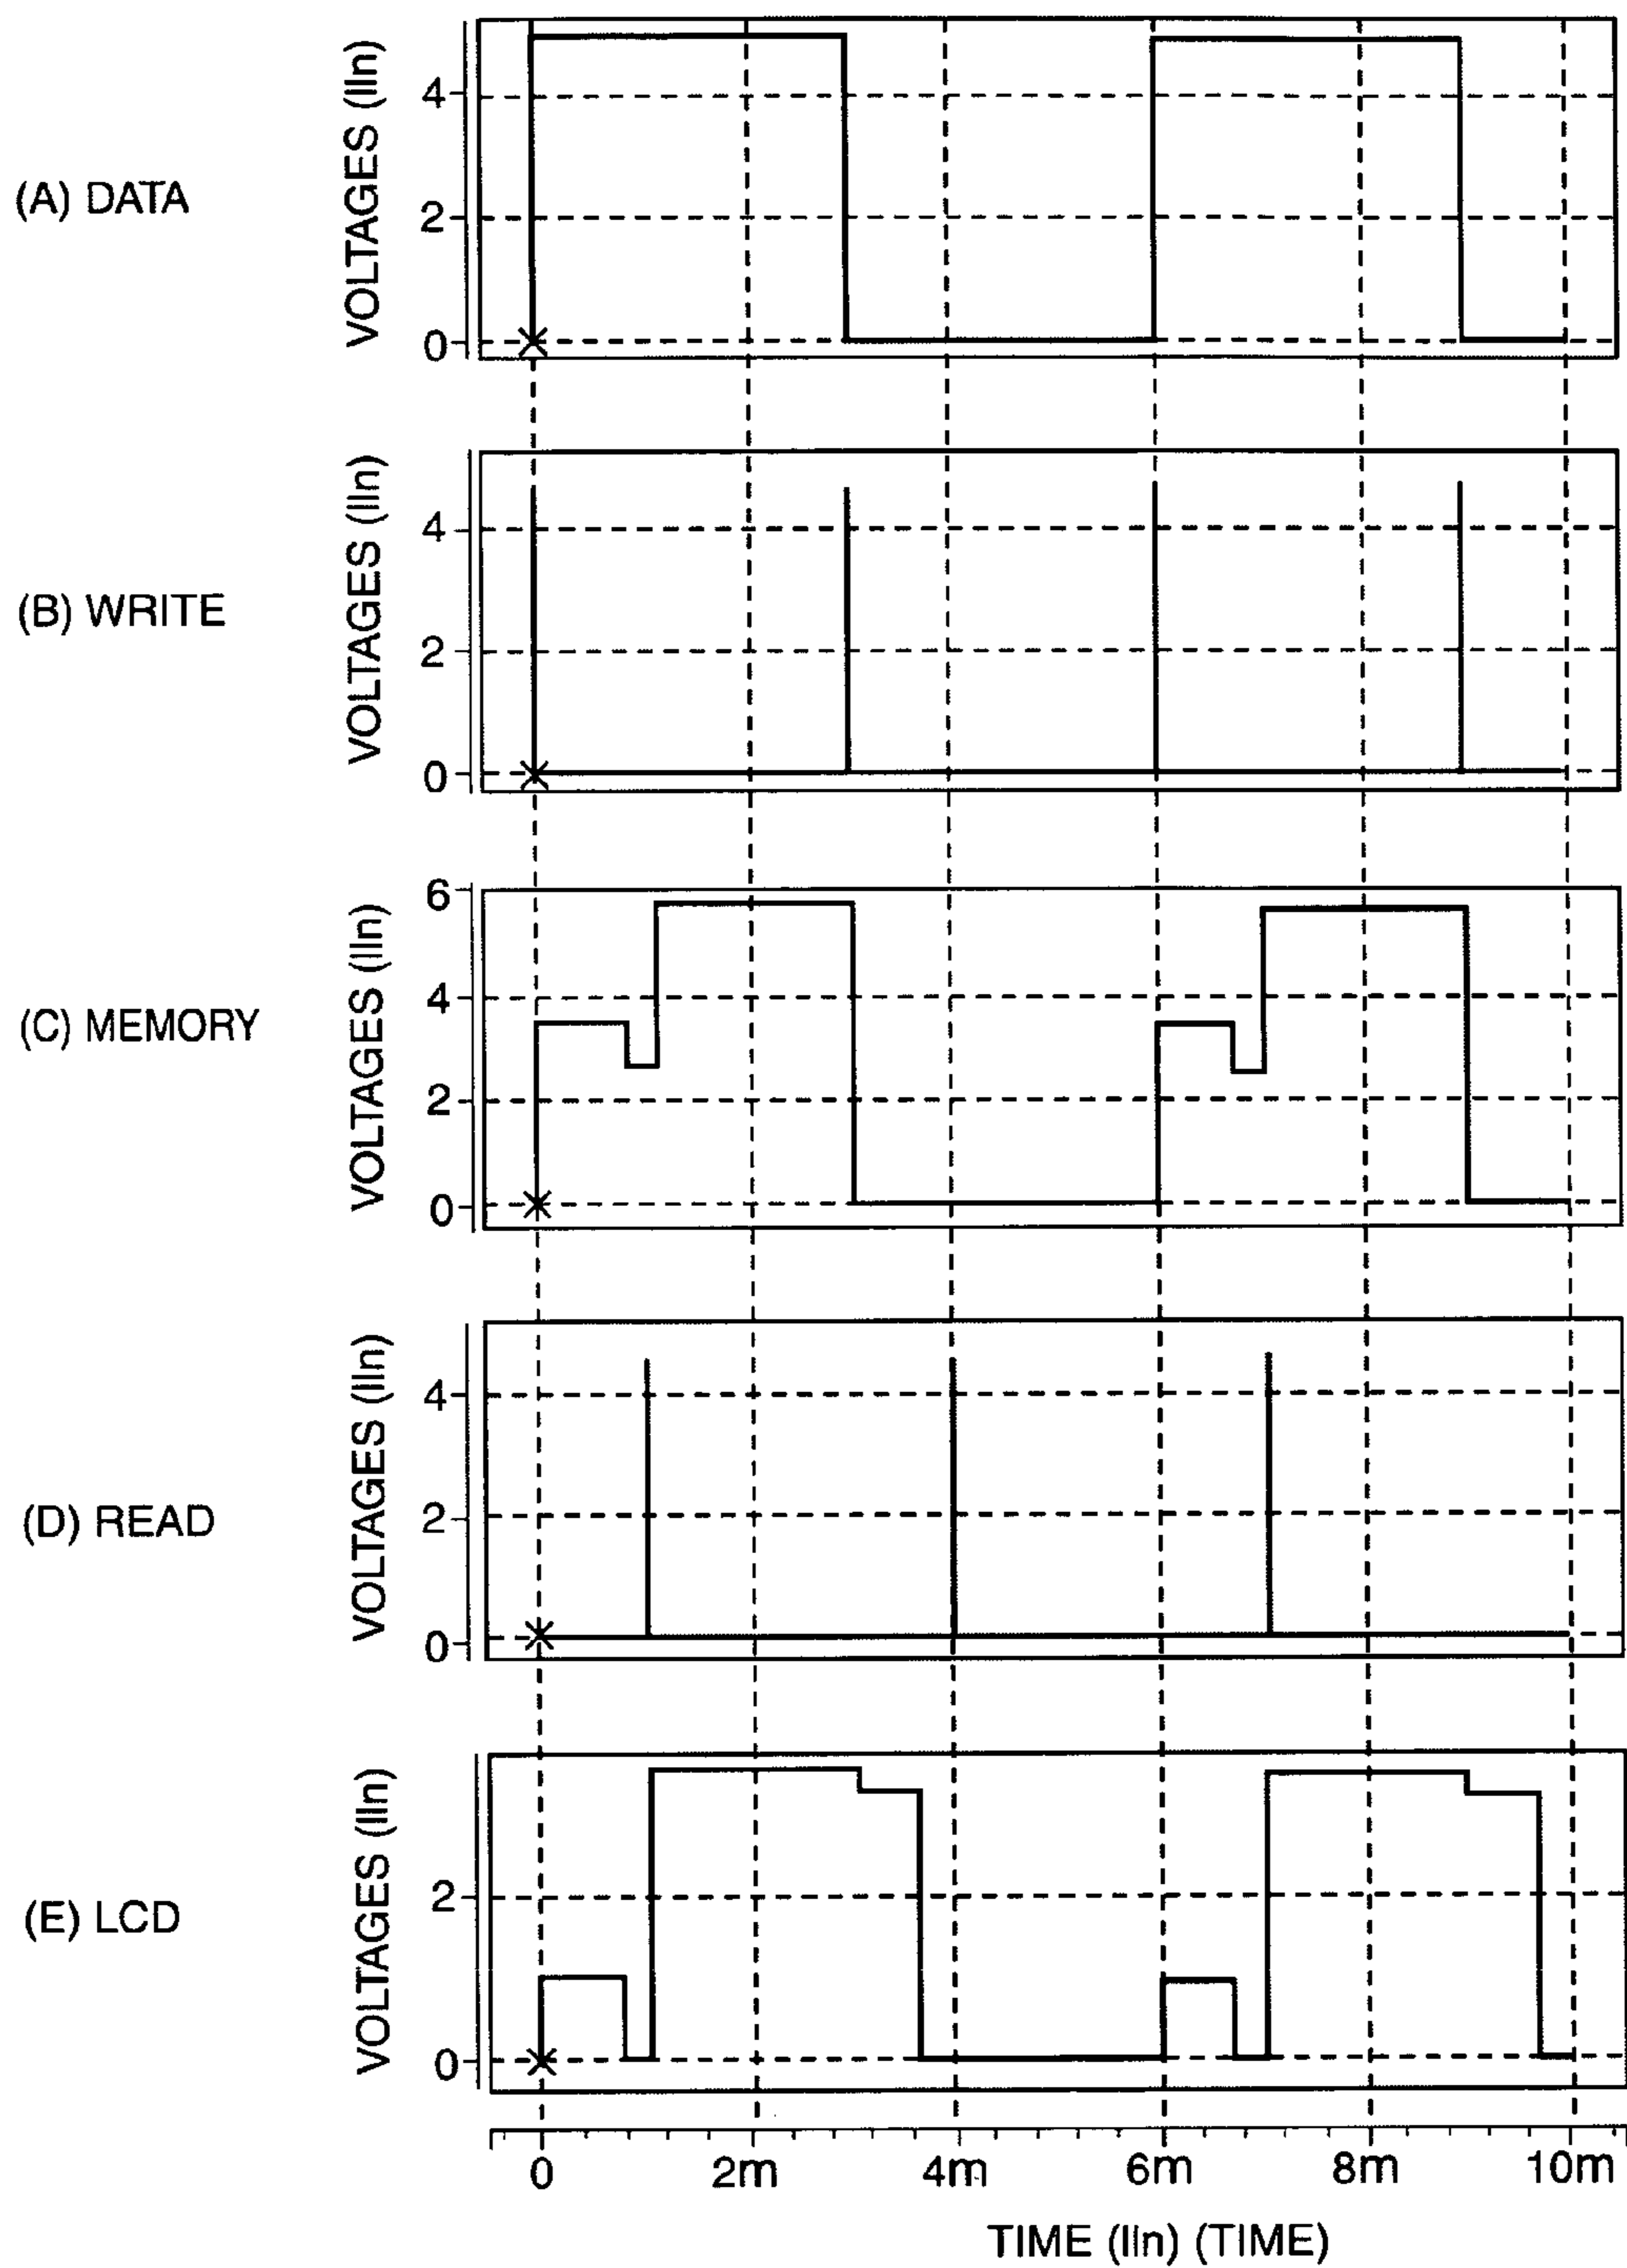 (A) DATA
VOLTAGES (lln)
4
2
0
(B) WRITE
VOLTAGES (lln)
4
2
0
(C) MEMORY
VOLTAGES (lln)
6
4
2
0
(D) READ
VOLTAGES (lln)
4
2
0
(E) LCD
VOLTAGES (lln)
2
0
0 2m 4m 6m 8m 10m
TIME (lln) (TIME)